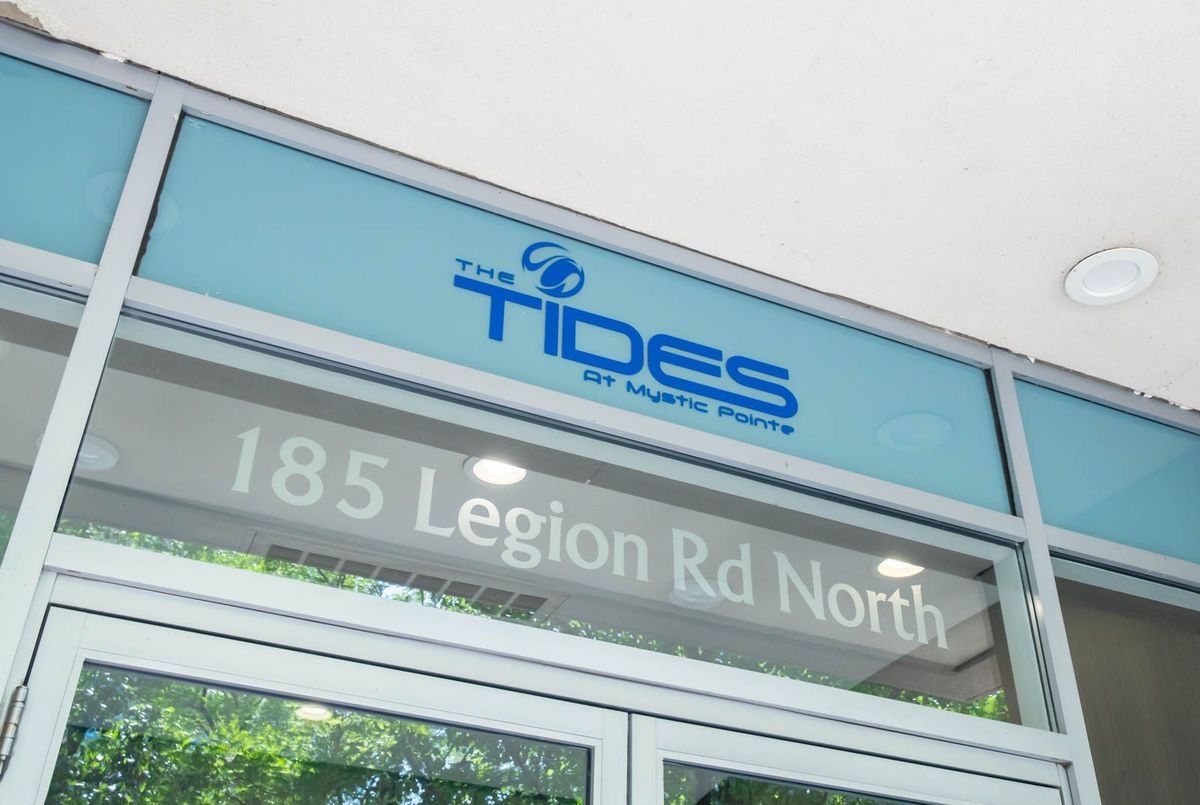 THE
TIDES
At Mystic Pointe
185 Legion Rd North